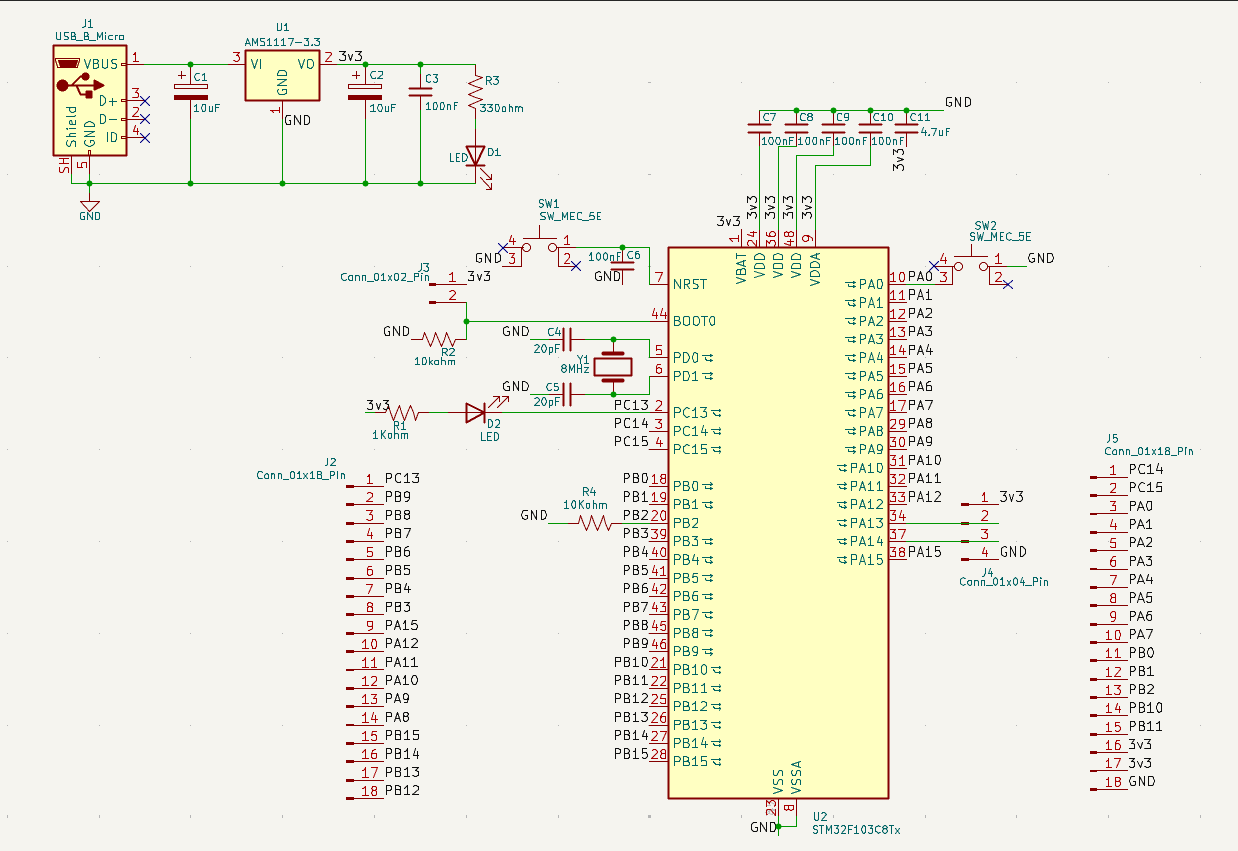 J1
USB_B_Micro
VBUS
1
D+
3
D-
2
ID
4
Shield
GND
SH
5
GND
C1
10uF
U1
AMS1117-3.3
3
VI
VO
2
3v3
GND
1
GND
C2
10uF
C3
100nF
R3
330ohm
LED
D1
GND
C7
C8
C9
C10
C11
100nF
100nF
100nF
100nF
4.7uF
3v3
3v3
3v3
3v3
3v3
3v3
1
24
36
48
9
VBAT
VDD
VDD
VDD
VDDA
SW1
SW_MEC_5E
4
1
GND
3
2
100nF
C6
GND
7
NRST
J3
Conn_01x02_Pin
1
3v3
2
44
BOOT0
GND
R2
10kohm
GND
C4
20pF
Y1
8MHz
GND
C5
20pF
5
PD0
6
PD1
3v3
R1
1Kohm
D2
LED
PC13
2
PC13
PC14
3
PC14
PC15
4
PC15
GND
R4
10Kohm
PB0
18
PB0
PB1
19
PB1
PB2
20
PB2
PB3
39
PB3
PB4
40
PB4
PB5
41
PB5
PB6
42
PB6
PB7
43
PB7
PB8
45
PB8
PB9
46
PB9
PB10
21
PB10
PB11
22
PB11
PB12
25
PB12
PB13
26
PB13
PB14
27
PB14
PB15
28
PB15
PA0
10
PA0
PA1
11
PA1
PA2
12
PA2
PA3
13
PA3
PA4
14
PA4
PA5
15
PA5
PA6
16
PA6
PA7
17
PA7
PA8
29
PA8
PA9
30
PA9
PA10
31
PA10
PA11
32
PA11
PA12
33
PA12
PA13
34
PA14
37
PA15
38
PA15
SW2
SW_MEC_5E
4
1
GND
3
2
1
3v3
2
3
4
GND
J4
Conn_01x04_Pin
VSS
VSSA
23
8
GND
U2
STM32F103C8Tx
J2
Conn_01x18_Pin
1 PC13
2 PB9
3 PB8
4 PB7
5 PB6
6 PB5
7 PB4
8 PB3
9 PA15
10 PA12
11 PA11
12 PA10
13 PA9
14 PA8
15 PB15
16 PB14
17 PB13
18 PB12
J5
Conn_01x18_Pin
1 PC14
2 PC15
3 PA0
4 PA1
5 PA2
6 PA3
7 PA4
8 PA5
9 PA6
10 PA7
11 PB0
12 PB1
13 PB2
14 PB10
15 PB11
16 3v3
17 3v3
18 GND